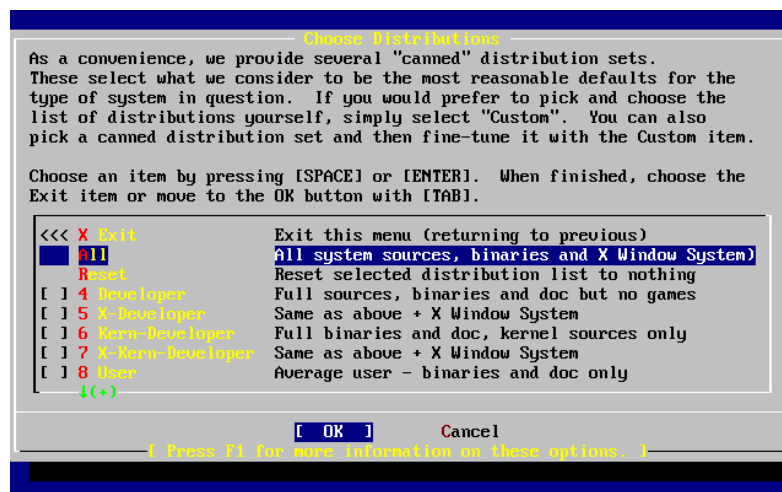 Choose Distributions
As a convenience, we provide several "canned" distribution sets.
These select what we consider to be the most reasonable defaults for the
type of system in question.  If you would prefer to pick and choose the
list of distributions yourself, simply select "Custom".  You can also
pick a canned distribution set and then fine-tune it with the Custom item.
Choose an item by pressing [SPACE] or [ENTER].  When finished, choose the
Exit item or move to the OK button with [TAB].
<<< X Exit Exit this menu (returning to previous)
All All system sources, binaries and X Window System)
Reset Reset selected distribution list to nothing
[ ] 4 Developer Full sources, binaries and doc but no games
[ ] 5 X-Developer Same as above + X Window System
[ ] 6 Kern-Developer Full binaries and doc, kernel sources only
[ ] 7 X-Kern-Developer Same as above + X Window System
[ ] 8 User Average user - binaries and doc only
↓(+)
[ OK ] Cancel
[ Press F1 for more information on these options. ]